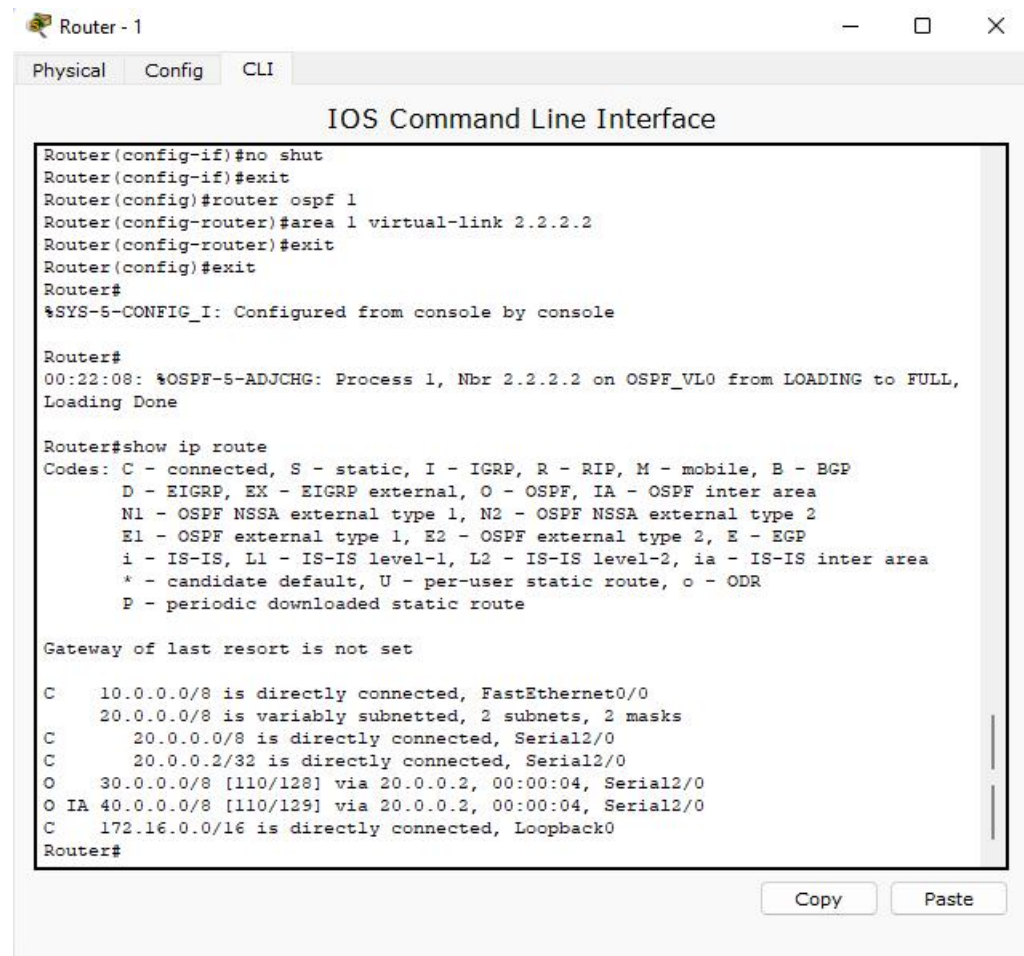 Router - 1
Physical Config CLI
IOS Command Line Interface
Router(config-if)#no shut
Router(config-if)#exit
Router(config)#router ospf 1
Router(config-router)#area 1 virtual-link 2.2.2.2
Router(config-router)#exit
Router(config)#exit
Router#
%SYS-5-CONFIG_I: Configured from console by console
Router#
00:22:08: %OSPF-5-ADJCHG: Process 1, Nbr 2.2.2.2 on OSPF_VL0 from LOADING to FULL,
Loading Done
Router#show ip route
Codes: C - connected, S - static, I - IGRP, R - RIP, M - mobile, B - BGP
D - EIGRP, EX - EIGRP external, O - OSPF, IA - OSPF inter area
N1 - OSPF NSSA external type 1, N2 - OSPF NSSA external type 2
E1 - OSPF external type 1, E2 - OSPF external type 2, E - EGP
i - IS-IS, L1 - IS-IS level-1, L2 - IS-IS level-2, ia - IS-IS inter area
* - candidate default, U - per-user static route, o - ODR
P - periodic downloaded static route
Gateway of last resort is not set
C 10.0.0.0/8 is directly connected, FastEthernet0/0
20.0.0.0/8 is variably subnetted, 2 subnets, 2 masks
C 20.0.0.0/8 is directly connected, Serial2/0
C 20.0.0.2/32 is directly connected, Serial2/0
O 30.0.0.0/8 [110/128] via 20.0.0.2, 00:00:04, Serial2/0
O IA 40.0.0.0/8 [110/129] via 20.0.0.2, 00:00:04, Serial2/0
C 172.16.0.0/16 is directly connected, Loopback0
Router#
Copy Paste